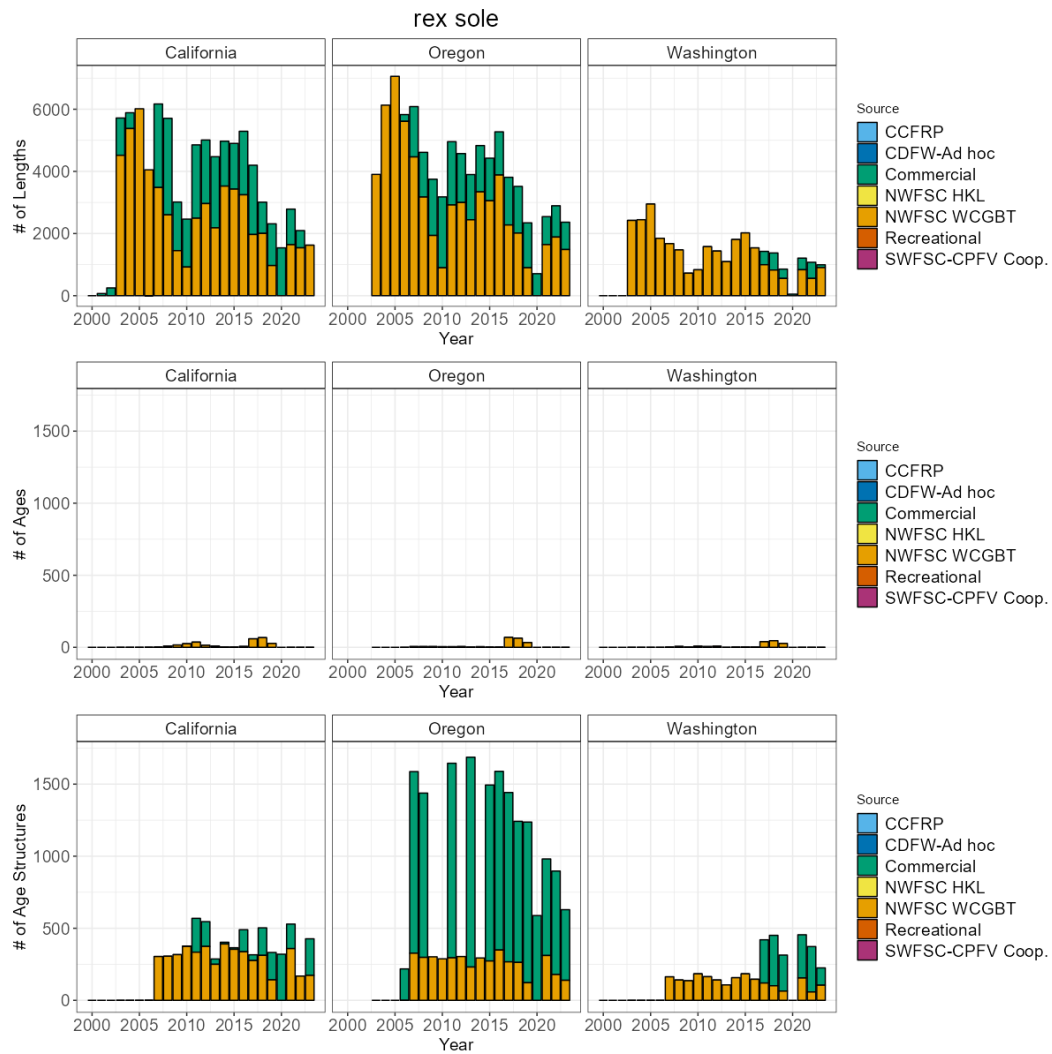 rex sole
California Oregon Washington
# of Lengths
6000
4000
2000
0
2000 2005 2010 2015 2020 2000 2005 2010 2015 2020 2000 2005 2010 2015 2020
Year
Source
CCFRP
CDFW-Ad hoc
Commercial
NWFSC HKL
NWFSC WCGBT
Recreational
SWFSC-CPFV Coop.
California Oregon Washington
# of Ages
1500
1000
500
0
2000 2005 2010 2015 2020 2000 2005 2010 2015 2020 2000 2005 2010 2015 2020
Year
Source
CCFRP
CDFW-Ad hoc
Commercial
NWFSC HKL
NWFSC WCGBT
Recreational
SWFSC-CPFV Coop.
California Oregon Washington
# of Age Structures
1500
1000
500
0
2000 2005 2010 2015 2020 2000 2005 2010 2015 2020 2000 2005 2010 2015 2020
Year
Source
CCFRP
CDFW-Ad hoc
Commercial
NWFSC HKL
NWFSC WCGBT
Recreational
SWFSC-CPFV Coop.